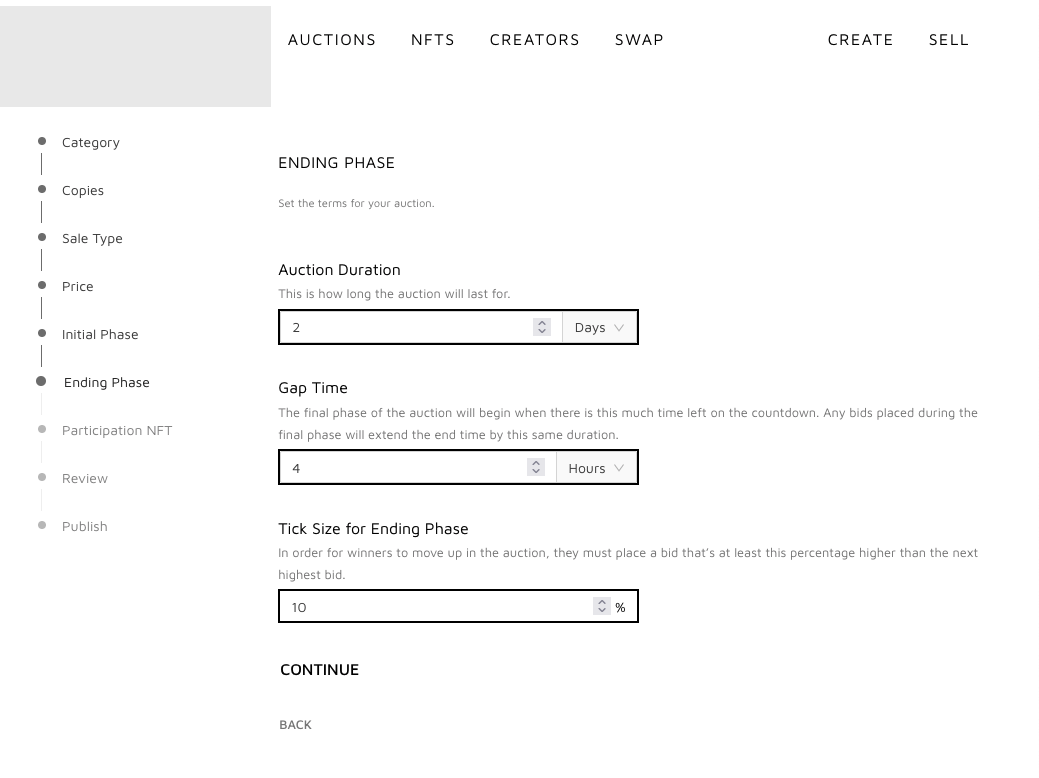 AUCTIONS NFTS CREATORS SWAP CREATE SELL
Category
Copies
Sale Type
Price
Initial Phase
Ending Phase
Participation NFT
Review
Publish
ENDING PHASE
Set the terms for your auction.
Auction Duration
This is how long the auction will last for.
2 Days
Gap Time
The final phase of the auction will begin when there is this much time left on the countdown. Any bids placed during the
final phase will extend the end time by this same duration.
4 Hours
Tick Size for Ending Phase
In order for winners to move up in the auction, they must place a bid that's at least this percentage higher than the next
highest bid.
10 %
CONTINUE
BACK